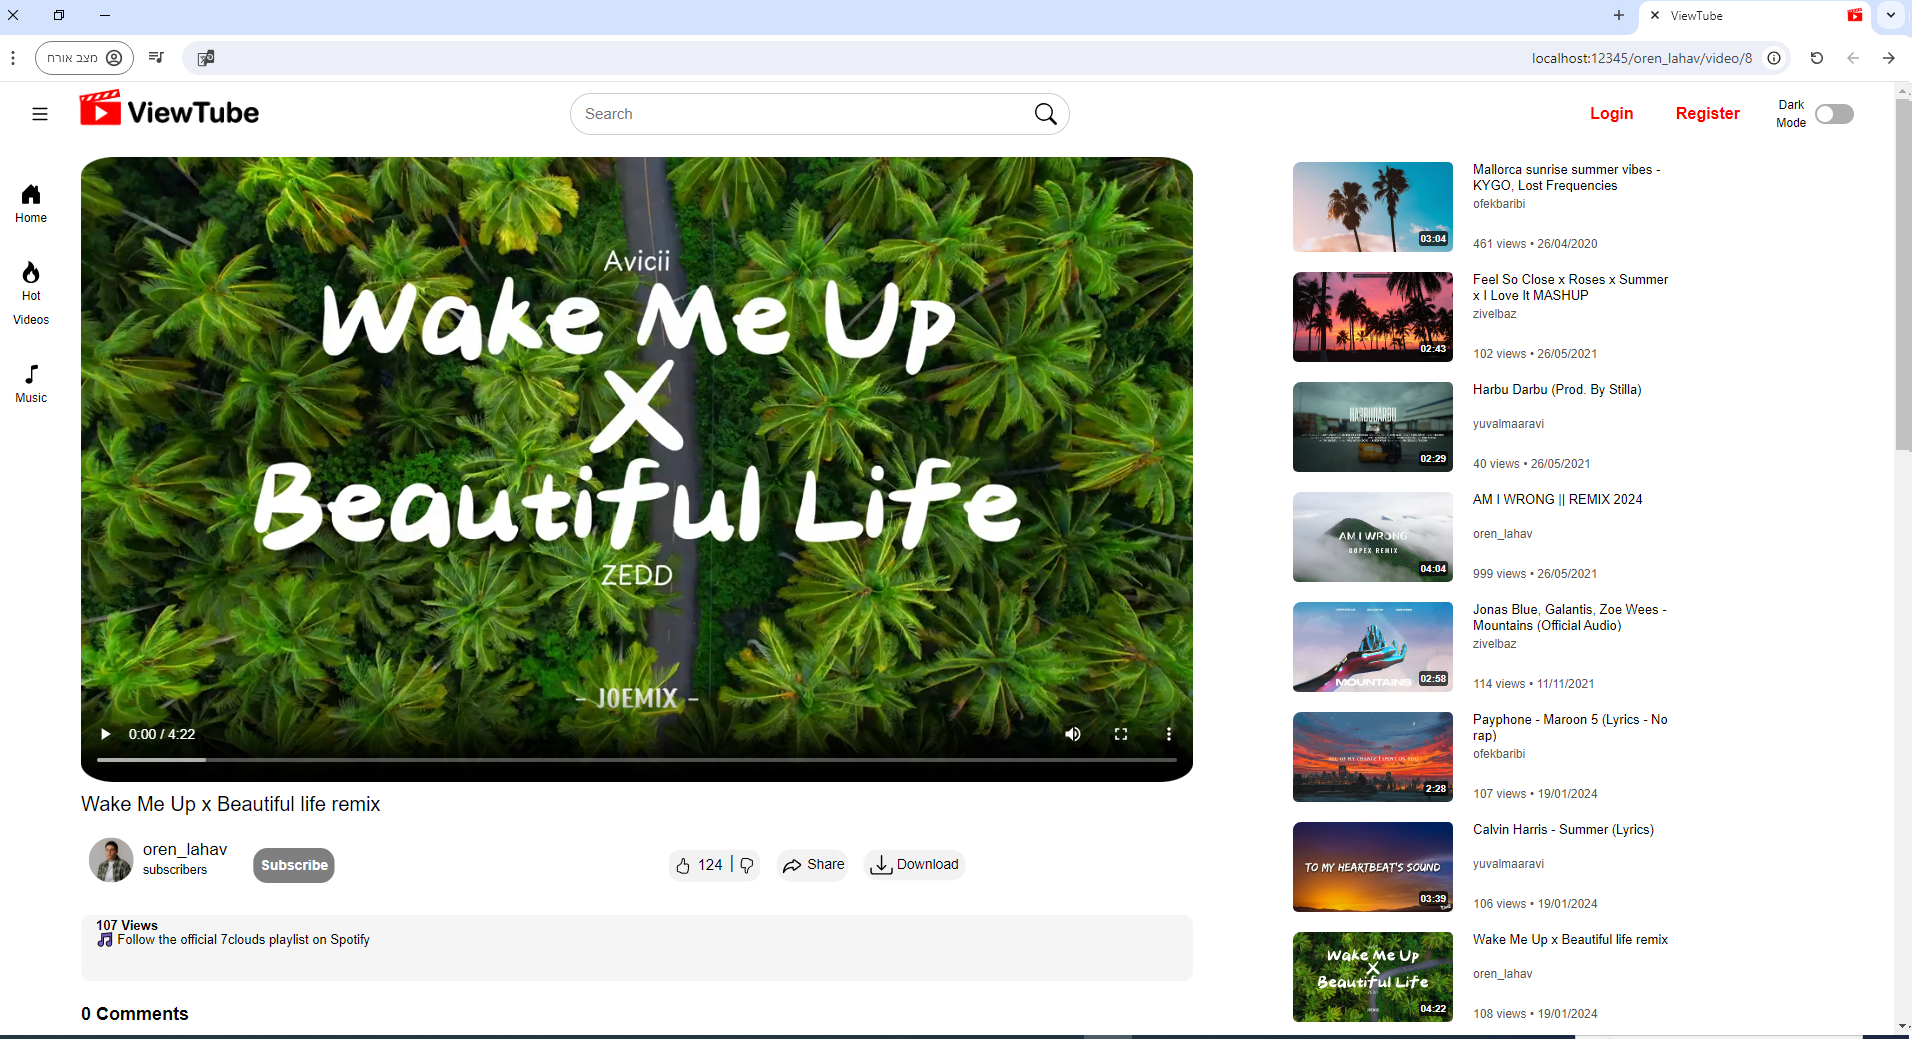 ViewTube
מצב אורח
localhost:12345/oren_lahav/video/8
ViewTube
Search
Login
Register
Dark
Mode
Home
Hot
Videos
Music
Avicii
Wake Me Up
X
Beautiful Life
ZEDD
- JOEMIX -
0:00 / 4:22
Wake Me Up x Beautiful life remix
oren_lahav
subscribers
Subscribe
124
Share
Download
107 Views
Follow the official 7clouds playlist on Spotify
0 Comments
03:04
Mallorca sunrise summer vibes -
KYGO, Lost Frequencies
ofekbaribi
461 views • 26/04/2020
02:43
Feel So Close x Roses x Summer
x I Love It MASHUP
zivelbaz
102 views • 26/05/2021
HARBUDARBU
02:29
Harbu Darbu (Prod. By Stilla)
yuvalmaaravi
40 views • 26/05/2021
AM I WRONG
GOPEX REMIX
04:04
AM I WRONG || REMIX 2024
oren_lahav
999 views • 26/05/2021
MOUNTAINS
02:58
Jonas Blue, Galantis, Zoe Wees -
Mountains (Official Audio)
zivelbaz
114 views • 11/11/2021
ALL OF MY CHANGE I SPENT ON YOU
2:28
Payphone - Maroon 5 (Lyrics - No
rap)
ofekbaribi
107 views • 19/01/2024
TO MY HEARTBEAT'S SOUND
03:39
Calvin Harris - Summer (Lyrics)
yuvalmaaravi
106 views • 19/01/2024
Wake Me Up
X
Beautiful Life
04:22
Wake Me Up x Beautiful life remix
oren_lahav
108 views • 19/01/2024